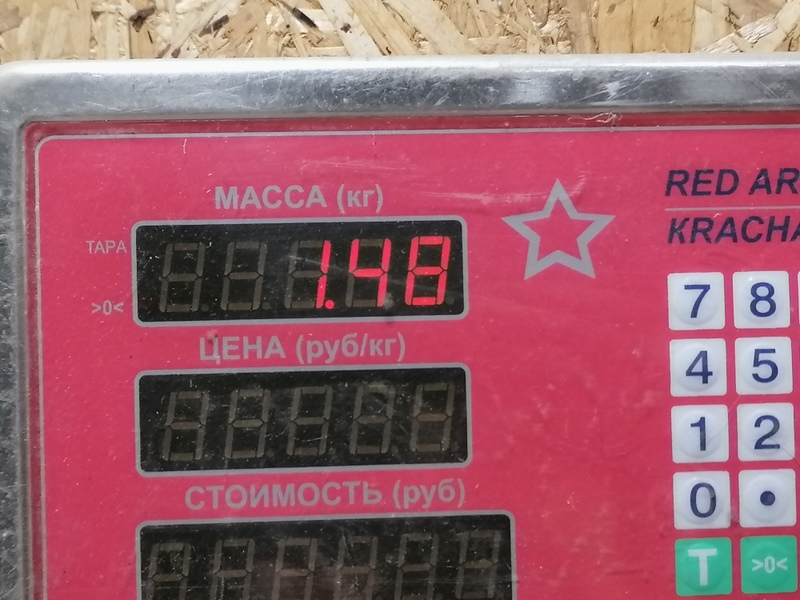 МАССА (кг)
ТАРА
1.48
>0<
ЦЕНА (руб/кг)
СТОИМОСТЬ (руб)
RED AR
KRACHA
7 8
4 5
1 2
0 •
T >0<